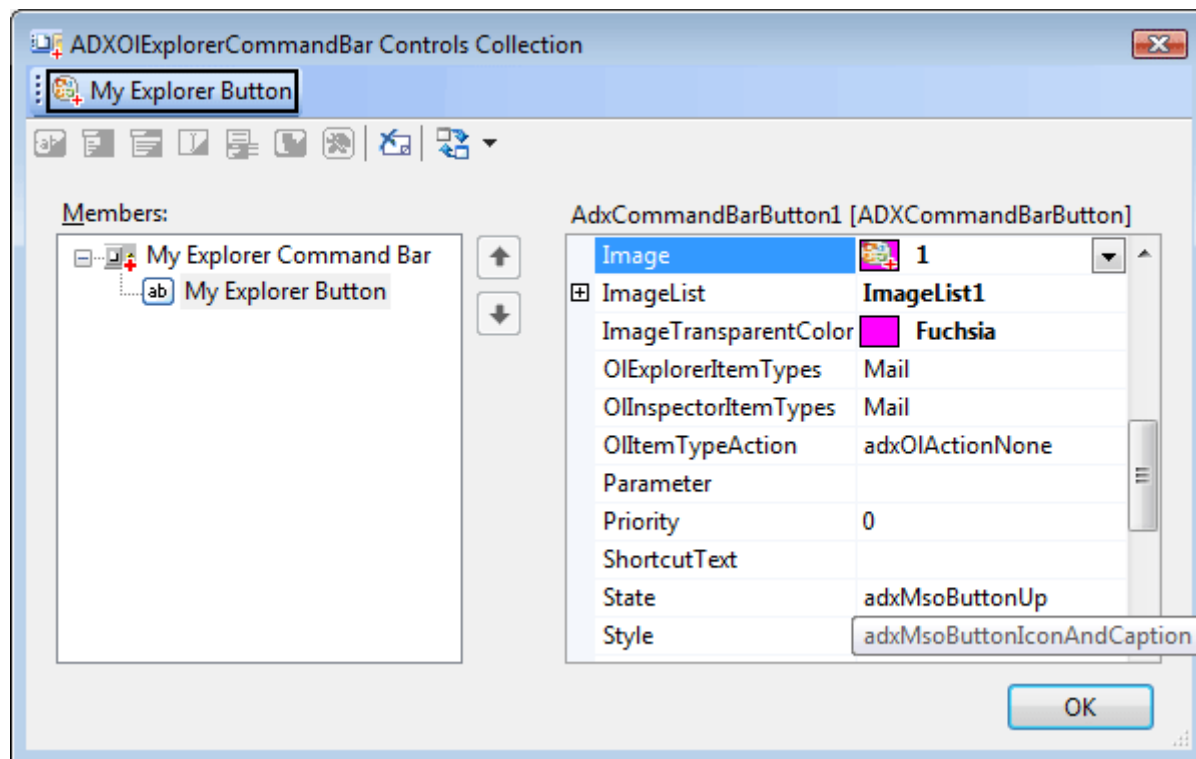 ADXOlExplorerCommandBar Controls Collection
My Explorer Button
Members:
My Explorer Command Bar
ab My Explorer Button
AdxCommandBarButton1 [ADXCommandBarButton]
Image 1
ImageList ImageList1
ImageTransparentColor Fuchsia
OlExplorerItemTypes Mail
OlInspectorItemTypes Mail
OlItemTypeAction adxOlActionNone
Parameter
Priority 0
ShortcutText
State adxMsoButtonUp
Style adxMsoButtonIconAndCaption
OK